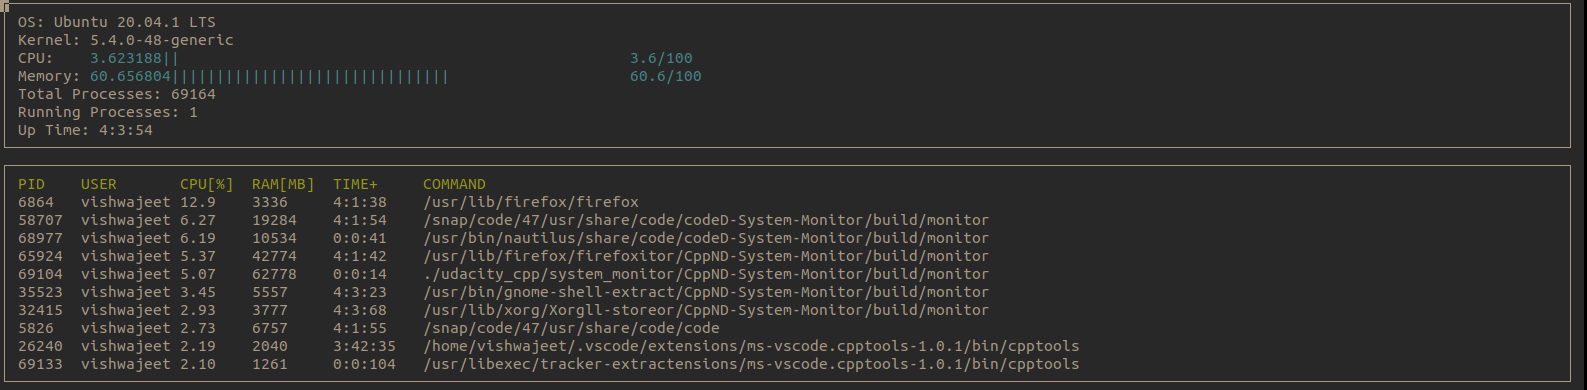 OS: Ubuntu 20.04.1 LTS
Kernel: 5.4.0-48-generic
CPU: 3.623188|| 3.6/100
Memory: 60.656804||||||||||||||||||||||||||||||| 60.6/100
Total Processes: 69164
Running Processes: 1
Up Time: 4:3:54
PID USER CPU[%] RAM[MB] TIME+ COMMAND
6864 vishwajeet 12.9 3336 4:1:38 /usr/lib/firefox/firefox
58707 vishwajeet 6.27 19284 4:1:54 /snap/code/47/usr/share/code/codeD-System-Monitor/build/monitor
68977 vishwajeet 6.19 10534 0:0:41 /usr/bin/nautilus/share/code/codeD-System-Monitor/build/monitor
65924 vishwajeet 5.37 42774 4:1:42 /usr/lib/firefox/firefoxitor/CppND-System-Monitor/build/monitor
69104 vishwajeet 5.07 62778 0:0:14 ./udacity_cpp/system_monitor/CppND-System-Monitor/build/monitor
35523 vishwajeet 3.45 5557 4:3:23 /usr/bin/gnome-shell-extract/CppND-System-Monitor/build/monitor
32415 vishwajeet 2.93 3777 4:3:68 /usr/lib/xorg/Xorgll-storeor/CppND-System-Monitor/build/monitor
5826 vishwajeet 2.73 6757 4:1:55 /snap/code/47/usr/share/code/code
26240 vishwajeet 2.19 2040 3:42:35 /home/vishwajeet/.vscode/extensions/ms-vscode.cpptools-1.0.1/bin/cpptools
69133 vishwajeet 2.10 1261 0:0:104 /usr/libexec/tracker-extractensions/ms-vscode.cpptools-1.0.1/bin/cpptools